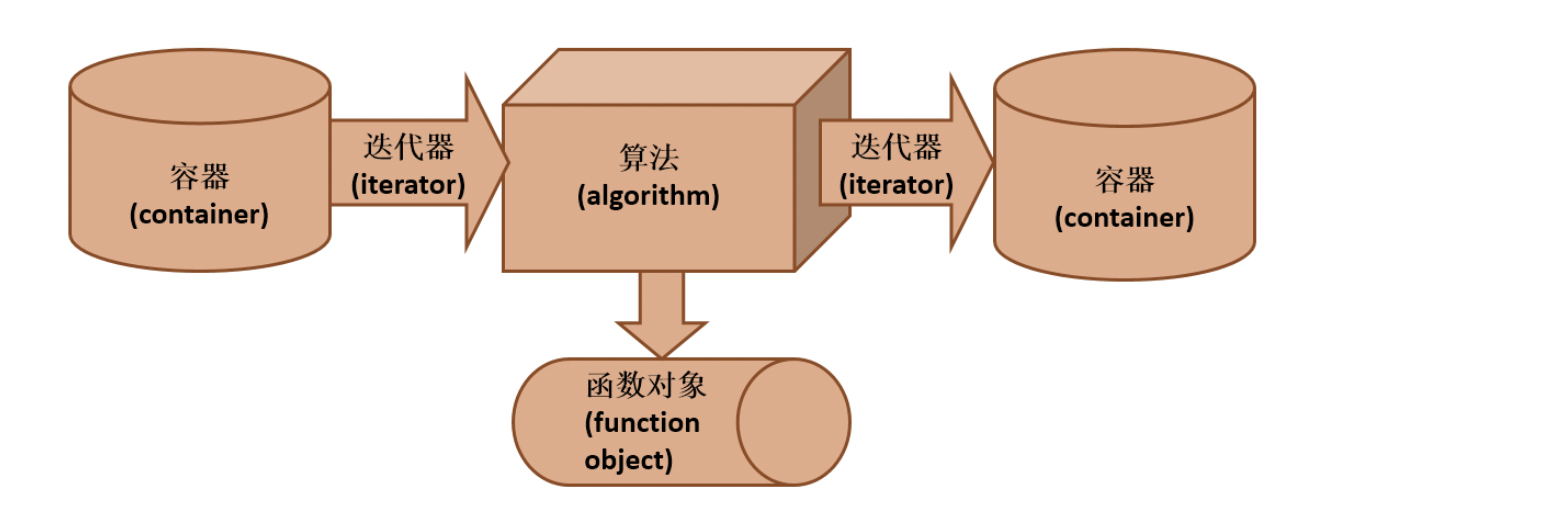 容器
(container)
迭代器
(iterator)
算法
(algorithm)
迭代器
(iterator)
容器
(container)
函数对象
(function
object)